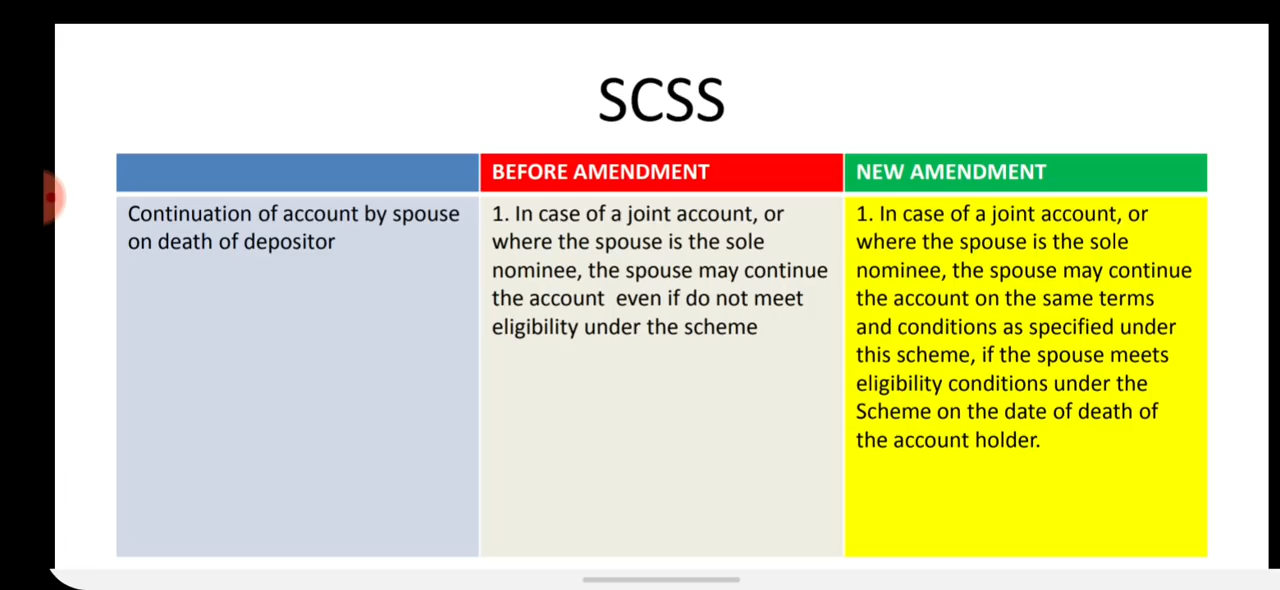 SCSS
BEFORE AMENDMENT
NEW AMENDMENT
Continuation of account by spouse
on death of depositor
1. In case of a joint account, or
where the spouse is the sole
nominee, the spouse may continue
the account even if do not meet
eligibility under the scheme
1. In case of a joint account, or
where the spouse is the sole
nominee, the spouse may continue
the account on the same terms
and conditions as specified under
this scheme, if the spouse meets
eligibility conditions under the
Scheme on the date of death of
the account holder.